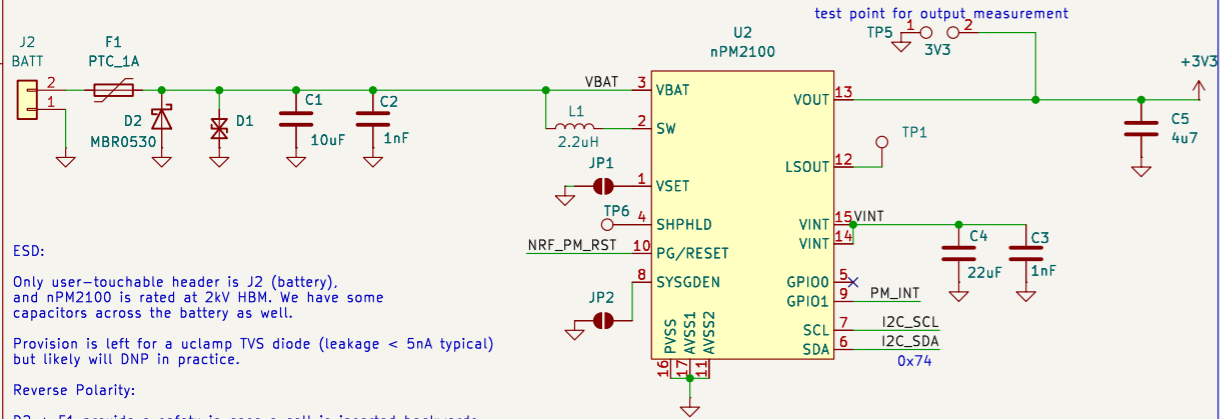 test point for output measurement
J2
BATT
2
1
F1
PTC_1A
D2
MBR0530
D1
C1
10uF
C2
1nF
VBAT
L1
2.2uH
JP1
TP6
NRF_PM_RST
JP2
U2
nPM2100
3 VBAT
2 SW
1 VSET
4 SHPHLD
10 PG/RESET
8 SYSGDEN
PVSS 16
AVSS1 17
AVSS2 11
VOUT 13
LSOUT 12
VINT 15
VINT 14
GPIO0 5
GPIO1 9
SCL 7
SDA 6
TP5
1
2
3V3
+3V3
C5
4u7
TP1
VINT
C4
22uF
C3
1nF
PM_INT
I2C_SCL
I2C_SDA
0x74
ESD:
Only user-touchable header is J2 (battery),
and nPM2100 is rated at 2kV HBM. We have some
capacitors across the battery as well.
Provision is left for a uclamp TVS diode (leakage < 5nA typical)
but likely will DNP in practice.
Reverse Polarity: